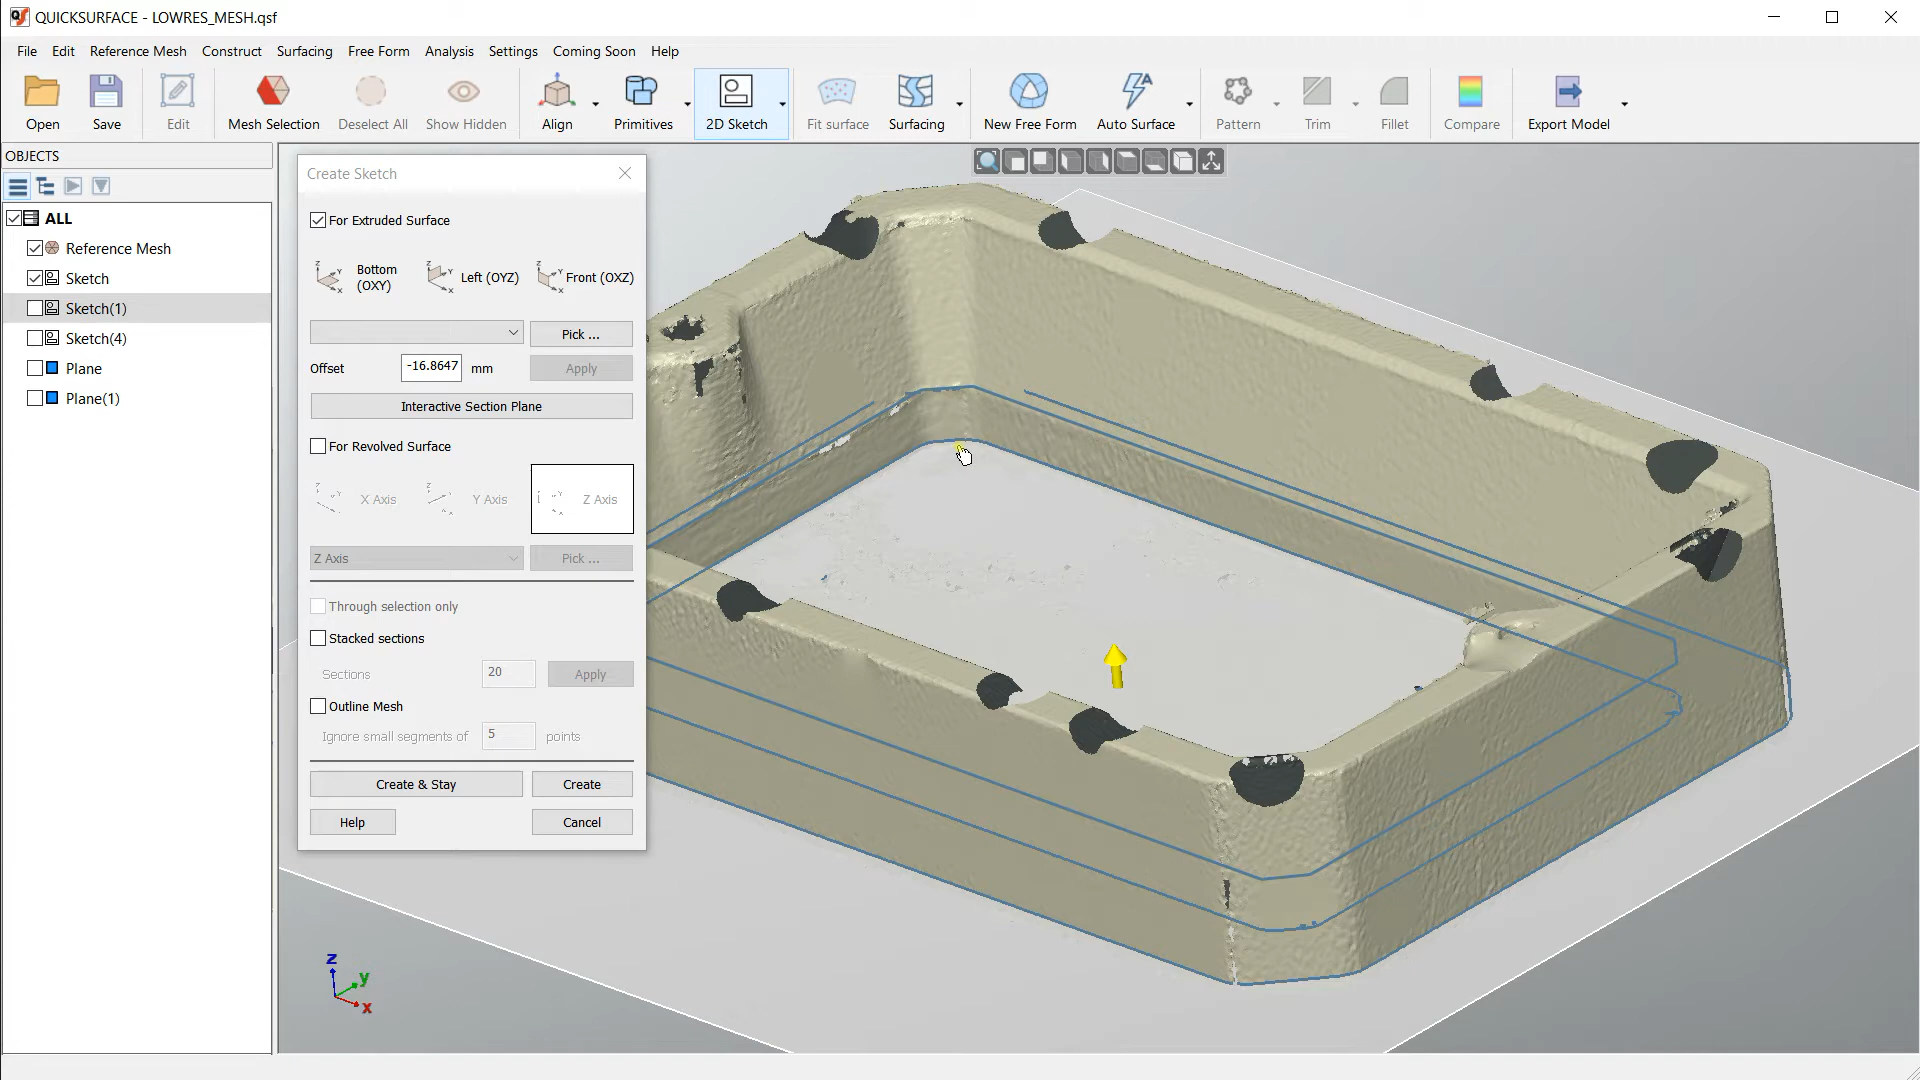 QUICKSURFACE - LOWRES_MESH.qsf
File Edit Reference Mesh Construct Surfacing Free Form Analysis Settings Coming Soon Help
Open Save Edit Mesh Selection Deselect All Show Hidden Align Primitives 2D Sketch Fit surface Surfacing New Free Form Auto Surface Pattern Trim Fillet Compare Export Model
OBJECTS
ALL
Reference Mesh
Sketch
Sketch(1)
Sketch(4)
Plane
Plane(1)
Create Sketch
For Extruded Surface
Bottom (OXY) Left (OYZ) Front (OXZ)
Pick ...
Offset -16.8647 mm Apply
Interactive Section Plane
For Revolved Surface
X Axis Y Axis Z Axis
Z Axis Pick ...
Through selection only
Stacked sections
Sections 20 Apply
Outline Mesh
Ignore small segments of 5 points
Create & Stay Create
Help Cancel
z
y
x